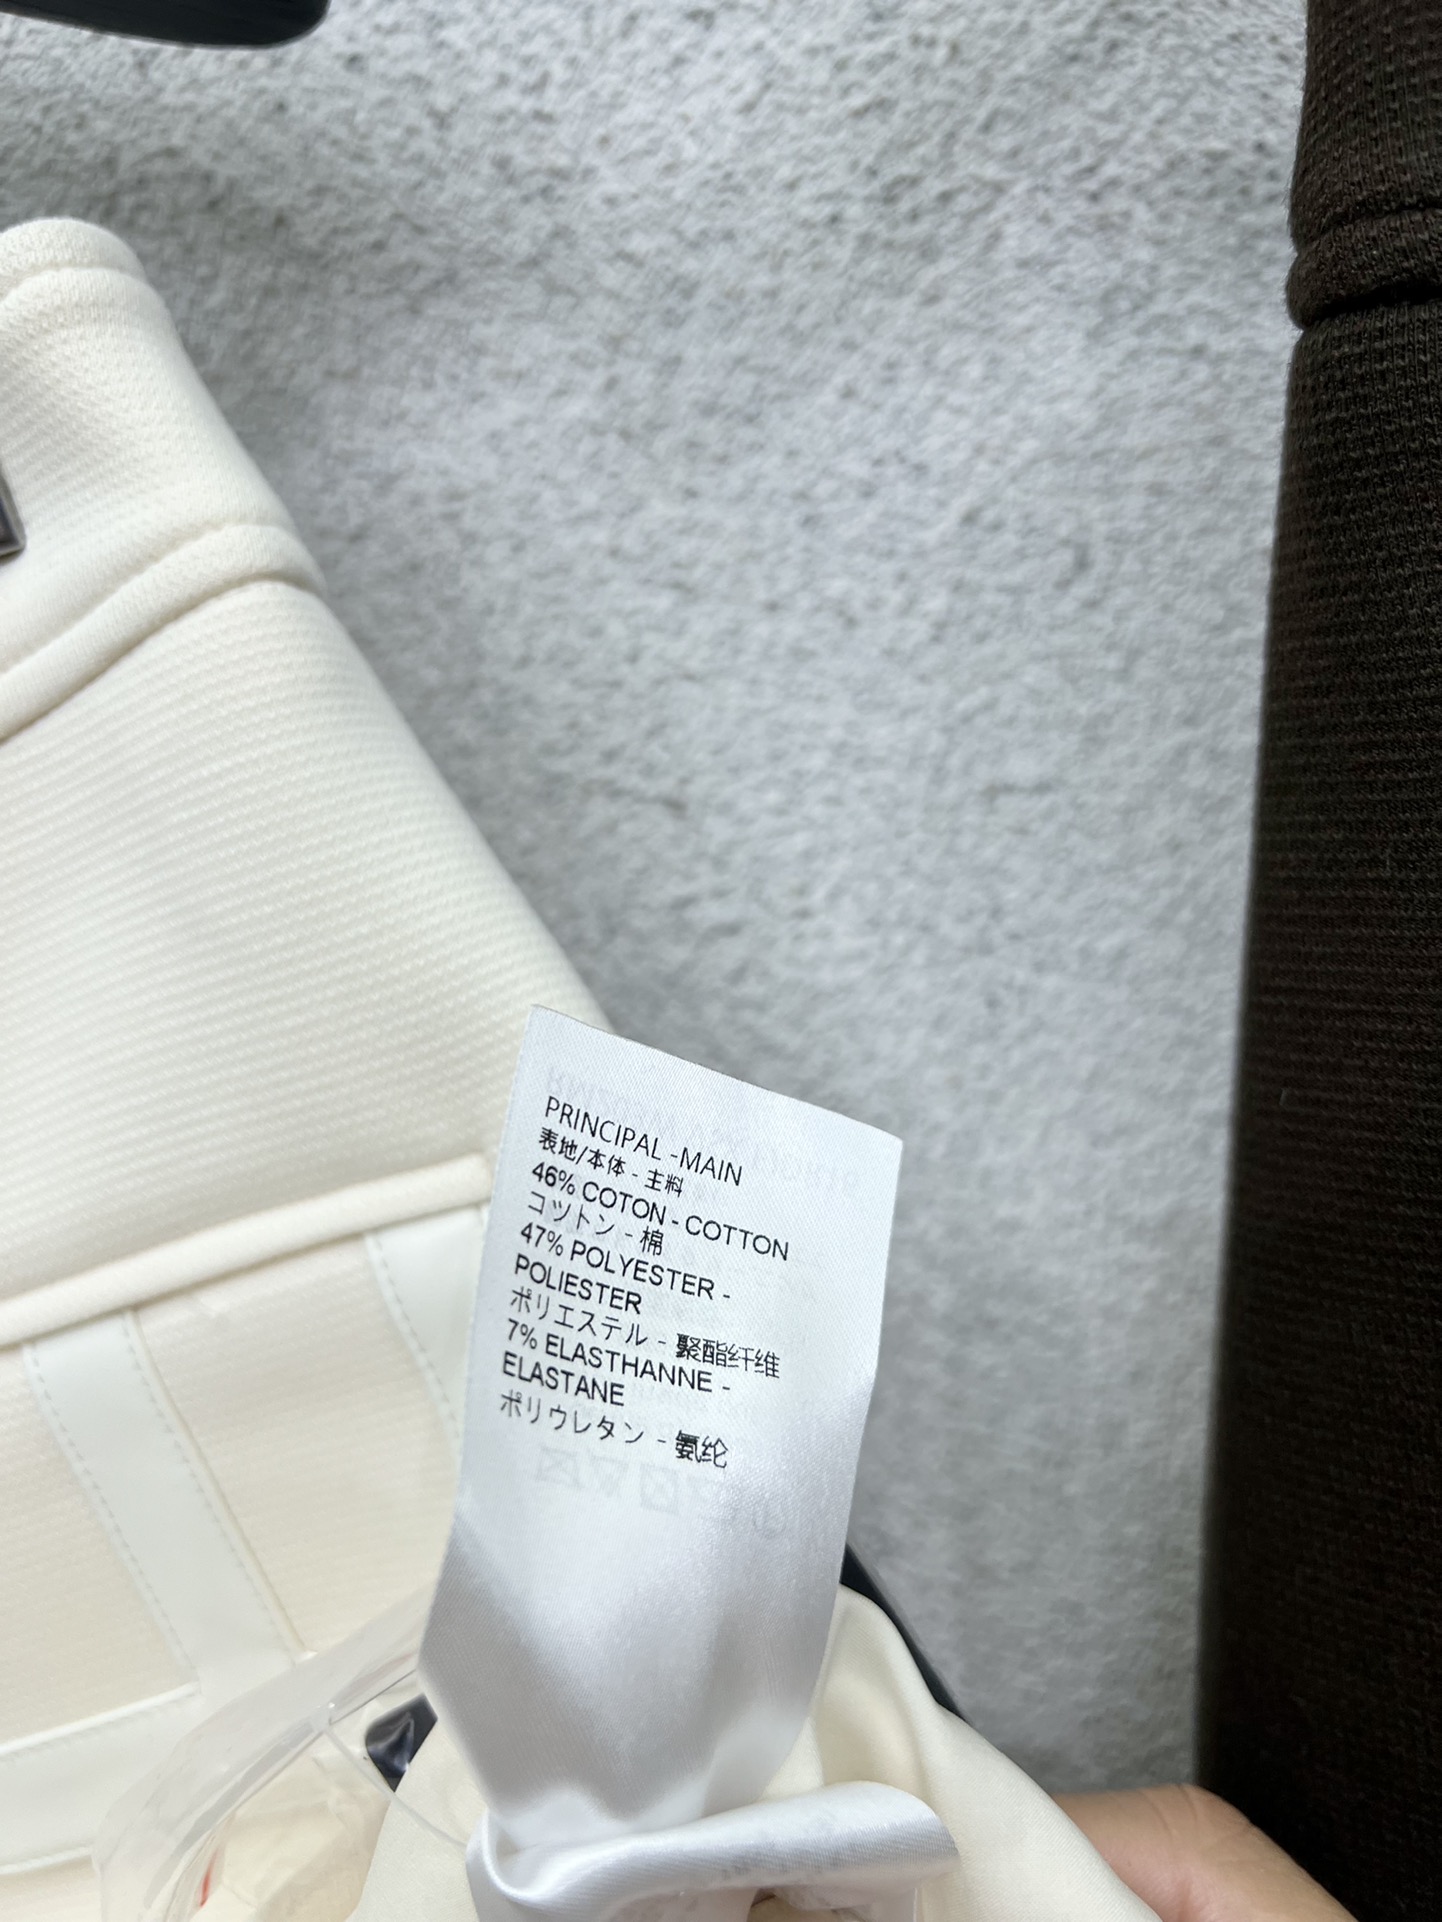 PRINCIPAL -MAIN
表地/本体 - 主料
46% COTON - COTTON
コットン - 棉
47% POLYESTER -
POLIESTER
ポリエステル - 聚酯纤维
7% ELASTHANNE -
ELASTANE
ポリウレタン - 氨纶